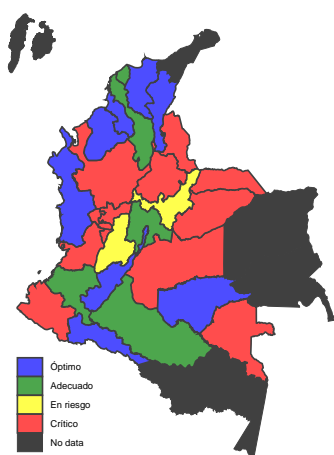 Óptimo
Adecuado
En riesgo
Crítico
No data